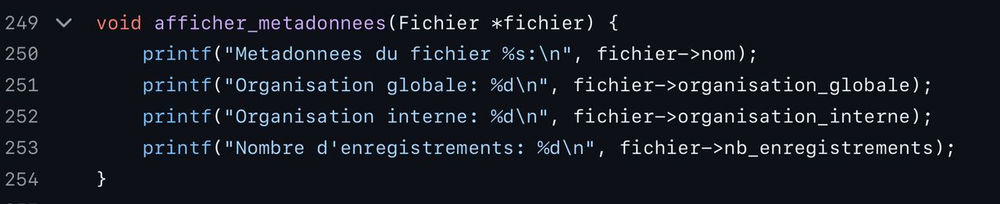 249 void afficher_metadonnees(Fichier *fichier) {
250 printf("Metadonnees du fichier %s:\n", fichier->nom);
251 printf("Organisation globale: %d\n", fichier->organisation_globale);
252 printf("Organisation interne: %d\n", fichier->organisation_interne);
253 printf("Nombre d'enregistrements: %d\n", fichier->nb_enregistrements);
254 }